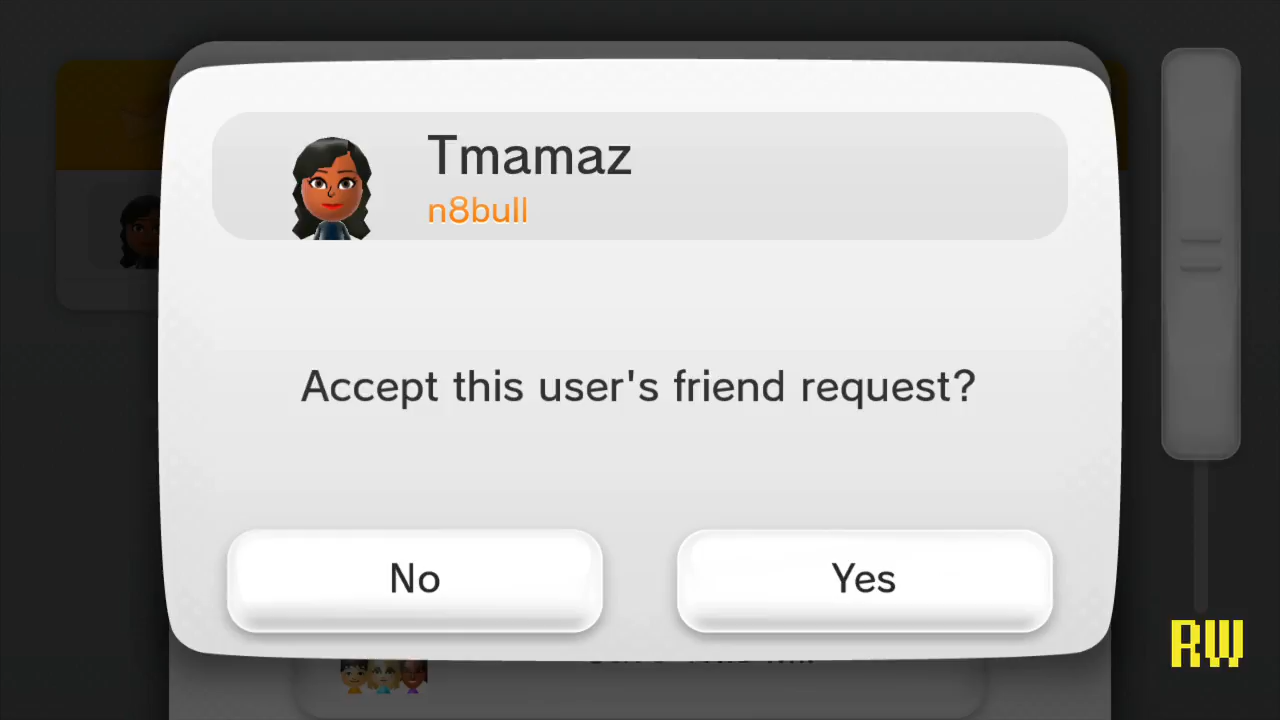 Tmamaz
n8bull
Accept this user's friend request?
No
Yes
RW